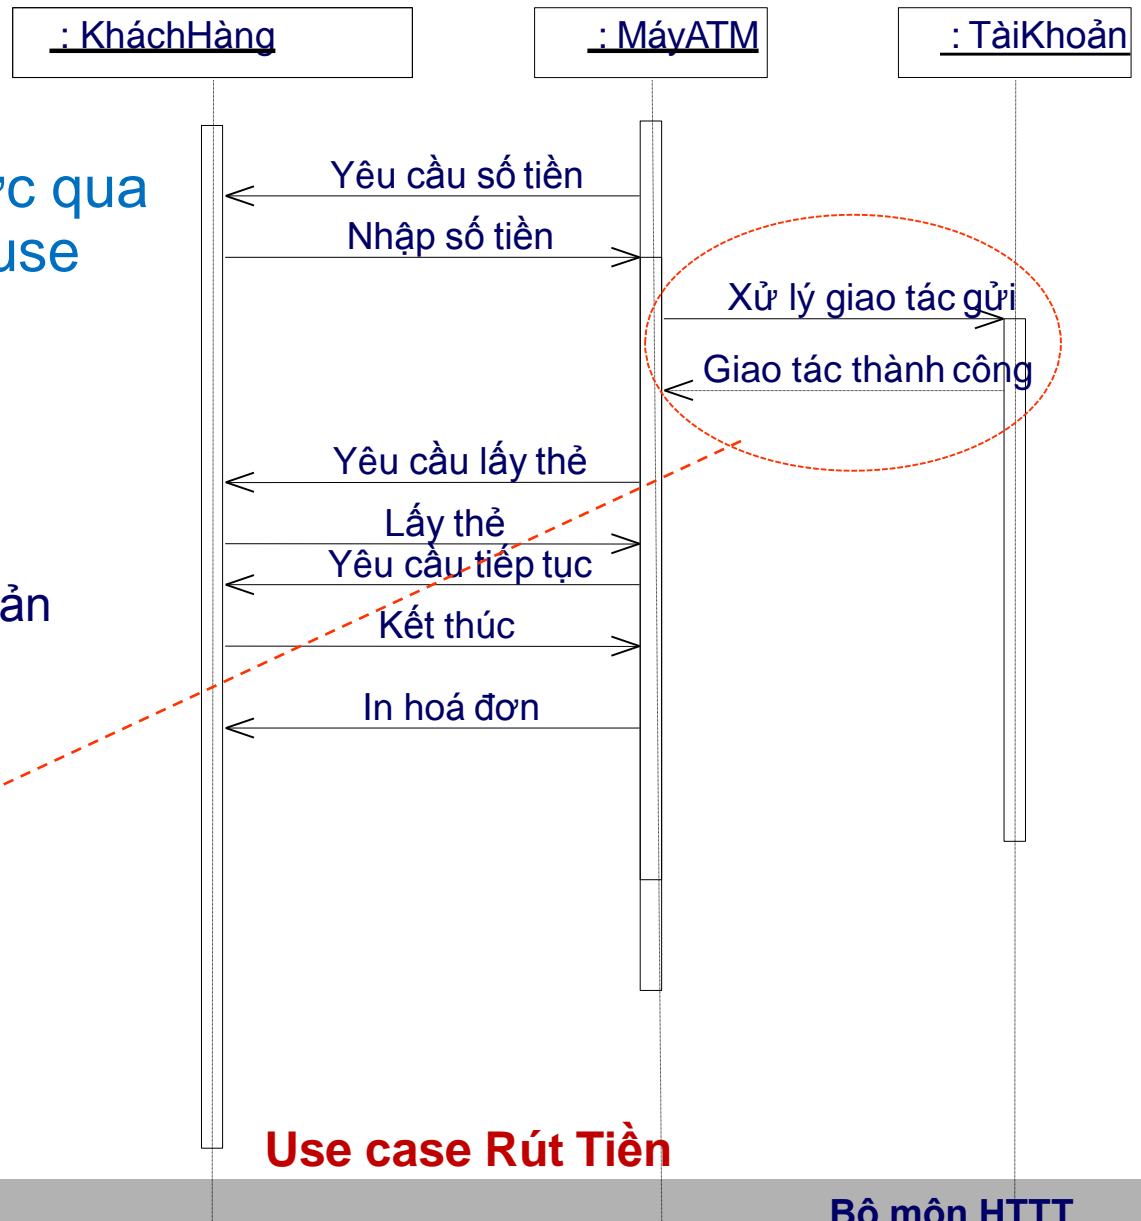 : KháchHàng
: MáyATM
: TàiKhoản
Yêu cầu số tiền
ợc qua
Nhập số tiền
use
Xử lý giao tác gửi
Giao tác thành công
Yêu cầu lấy thẻ
Lấy thẻ
Yêu cầu tiếp tục
ản
Kết thúc
In hoá đơn
Use case Rút Tiền
Bộ môn HTTT